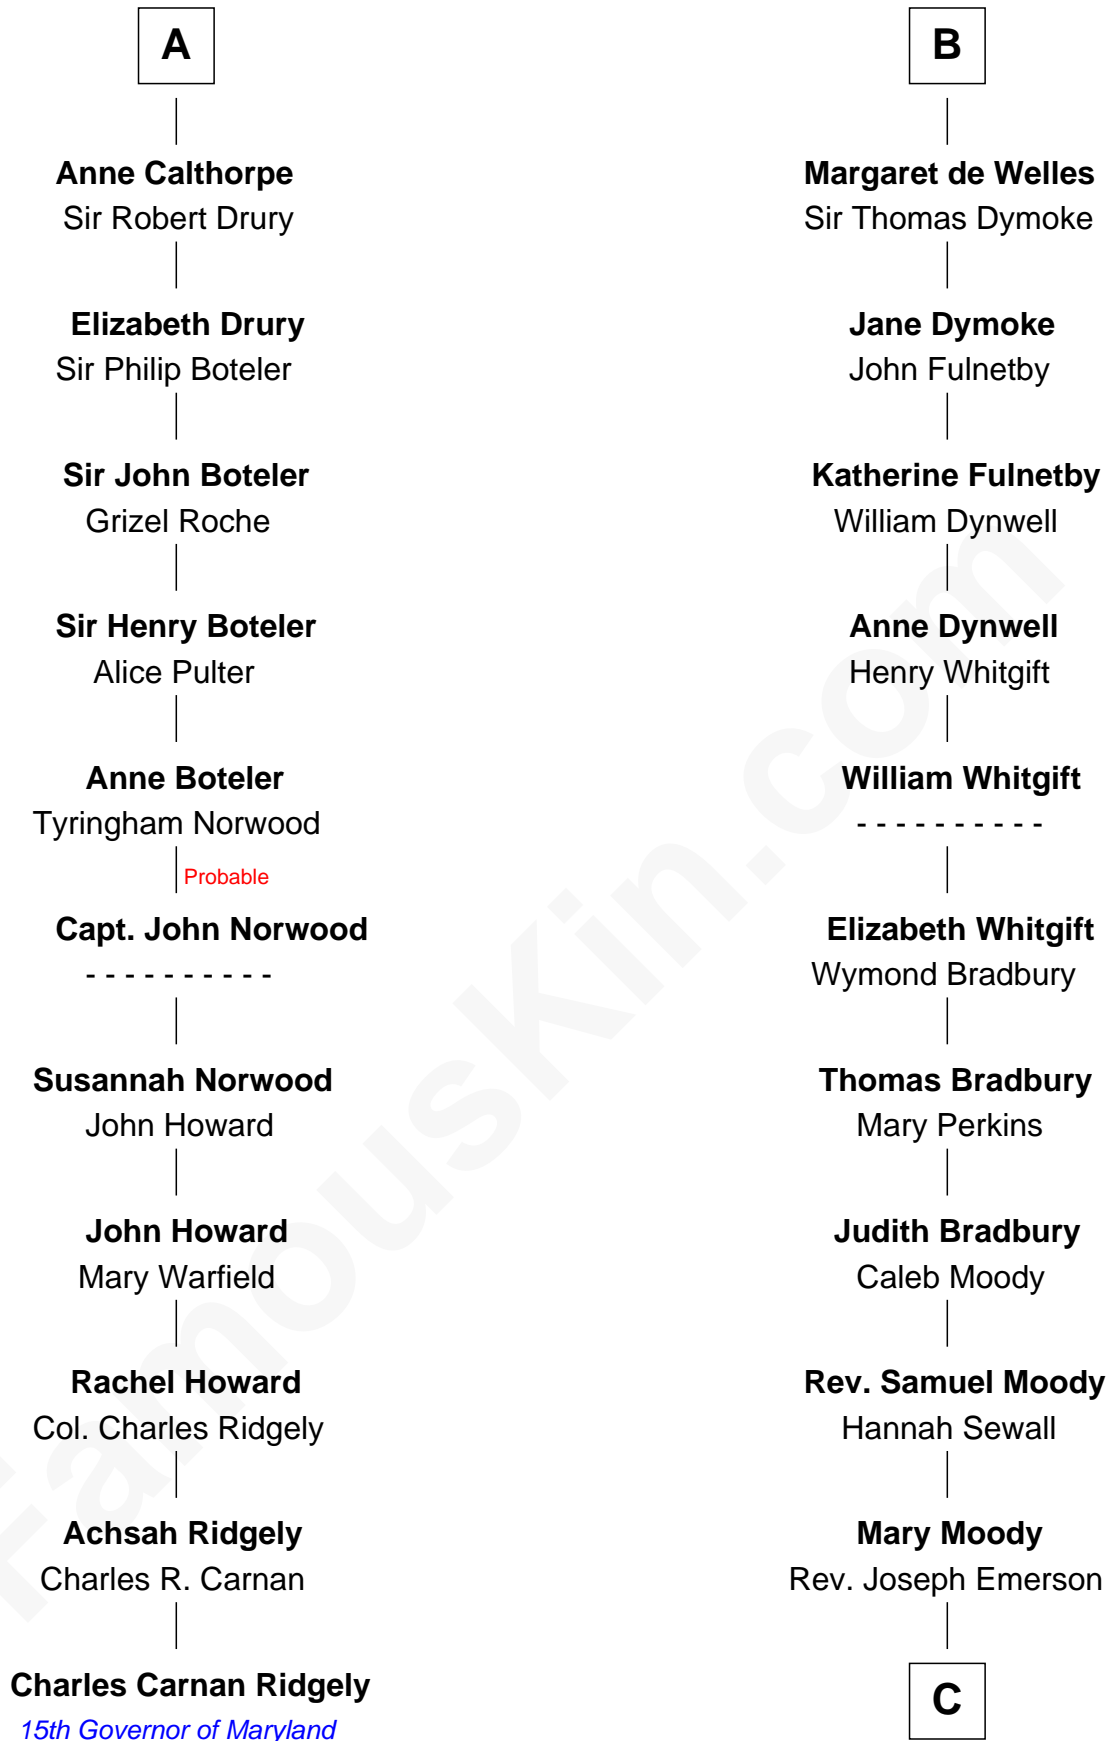 A
Anne Calthorpe
Sir Robert Drury
Elizabeth Drury
Sir Philip Boteler
Sir John Boteler
Grizel Roche
Sir Henry Boteler
Alice Pulter
Anne Boteler
Tyringham Norwood
Probable
Capt. John Norwood
- - - - - - - - - -
Susannah Norwood
John Howard
John Howard
Mary Warfield
Rachel Howard
Col. Charles Ridgely
Achsah Ridgely
Charles R. Carnan
Charles Carnan Ridgely
15th Governor of Maryland
B
Margaret de Welles
Sir Thomas Dymoke
Jane Dymoke
John Fulnetby
Katherine Fulnetby
William Dynwell
Anne Dynwell
Henry Whitgift
William Whitgift
- - - - - - - - - -
Elizabeth Whitgift
Wymond Bradbury
Thomas Bradbury
Mary Perkins
Judith Bradbury
Caleb Moody
Rev. Samuel Moody
Hannah Sewall
Mary Moody
Rev. Joseph Emerson
C
FamousKin.com